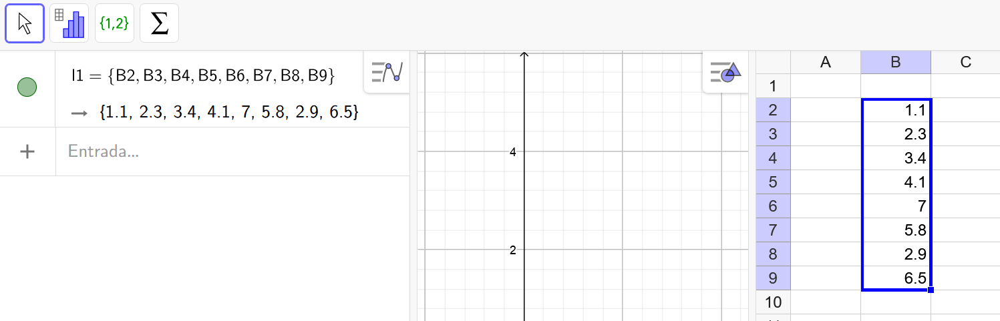 {1,2} Σ
l1 = {B2, B3, B4, B5, B6, B7, B8, B9}
→ {1.1, 2.3, 3.4, 4.1, 7, 5.8, 2.9, 6.5}
+ Entrada...
4
2
A B C
1
2 1.1
3 2.3
4 3.4
5 4.1
6 7
7 5.8
8 2.9
9 6.5
10